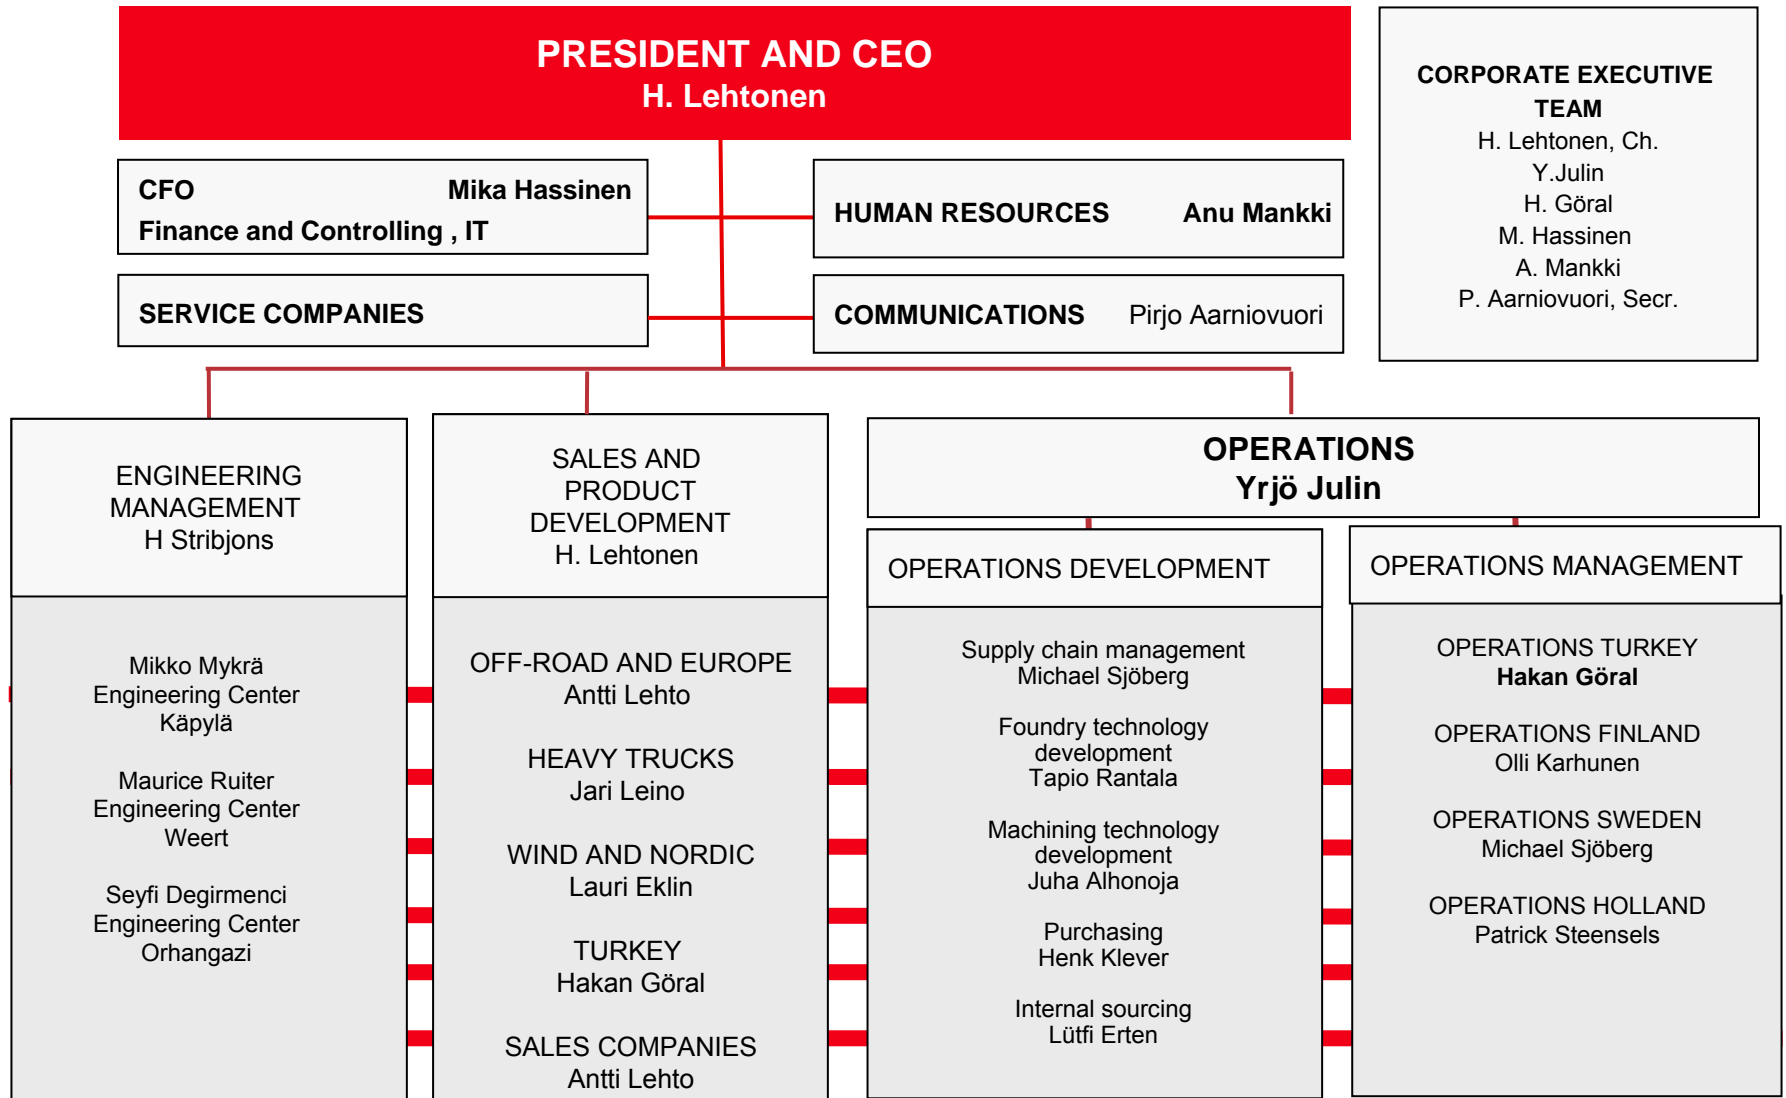 PRESIDENT AND CEO
H. Lehtonen
CORPORATE EXECUTIVE
TEAM
H. Lehtonen, Ch.
Y.Julin
H. Göral
M. Hassinen
A. Mankki
P. Aarniovuori, Secr.
CFO Mika Hassinen
Finance and Controlling , IT
HUMAN RESOURCES Anu Mankki
SERVICE COMPANIES
COMMUNICATIONS Pirjo Aarniovuori
ENGINEERING
MANAGEMENT
H Stribjons
Mikko Mykrä
Engineering Center
Käpylä
Maurice Ruiter
Engineering Center
Weert
Seyfi Degirmenci
Engineering Center
Orhangazi
SALES AND
PRODUCT
DEVELOPMENT
H. Lehtonen
OFF-ROAD AND EUROPE
Antti Lehto
HEAVY TRUCKS
Jari Leino
WIND AND NORDIC
Lauri Eklin
TURKEY
Hakan Göral
SALES COMPANIES
Antti Lehto
OPERATIONS
Yrjö Julin
OPERATIONS DEVELOPMENT
Supply chain management
Michael Sjöberg
Foundry technology
development
Tapio Rantala
Machining technology
development
Juha Alhonoja
Purchasing
Henk Klever
Internal sourcing
Lütfi Erten
OPERATIONS MANAGEMENT
OPERATIONS TURKEY
Hakan Göral
OPERATIONS FINLAND
Olli Karhunen
OPERATIONS SWEDEN
Michael Sjöberg
OPERATIONS HOLLAND
Patrick Steensels